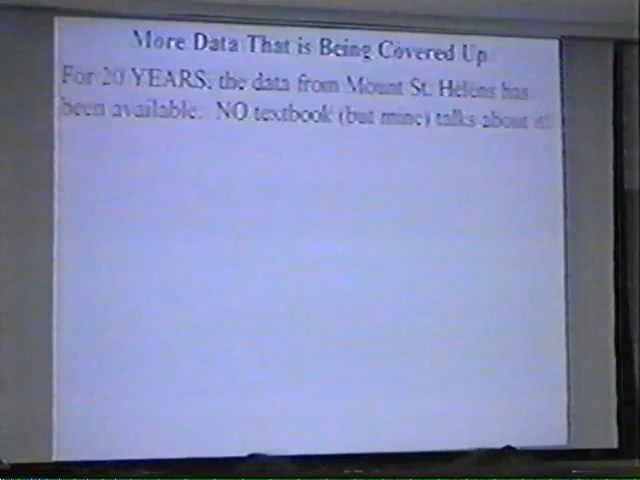 More Data That is Being Covered Up
For 20 YEARS, the data from Mount St. Helens has
been available. NO textbook (but mine) talks about it!